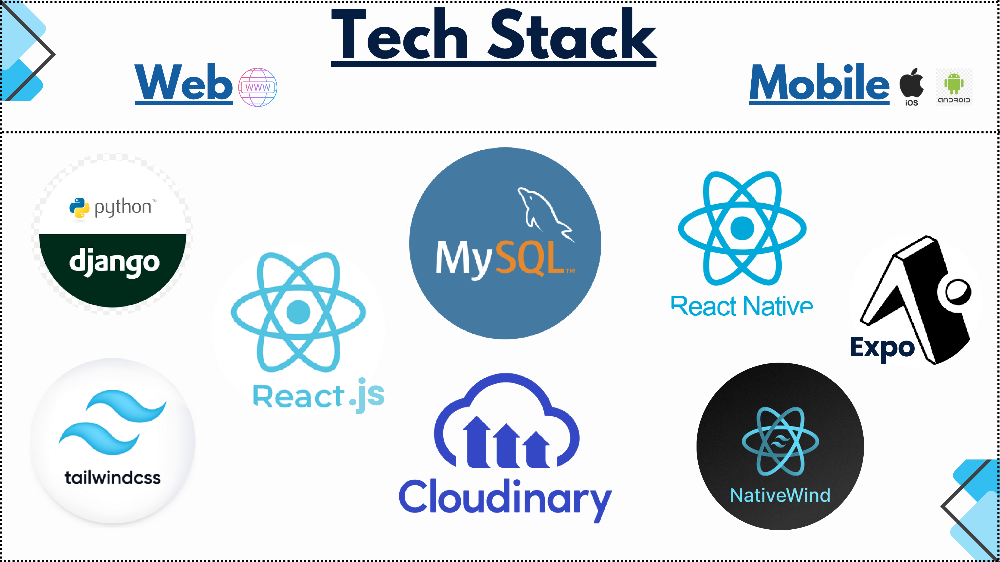 Tech Stack
Web
WWW
Mobile
iOS
ANDROID
python™
django
React.js
tailwindcss
MySQL™
Cloudinary
React Native
Expo
NativeWind